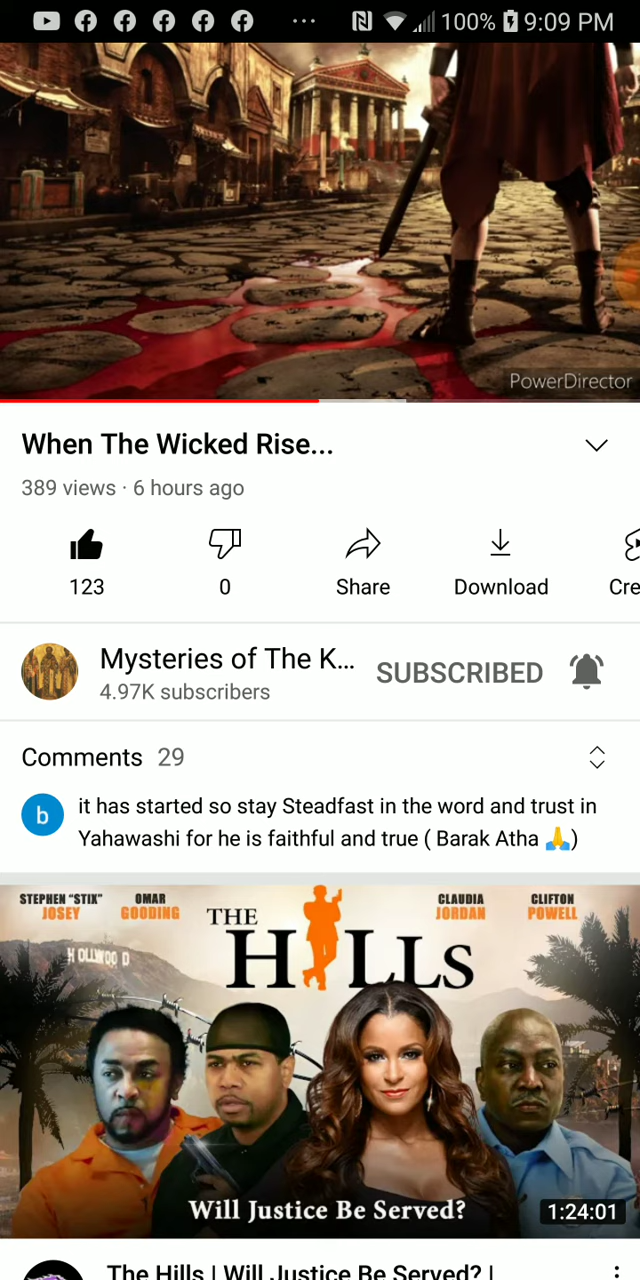 100% 9:09 PM
PowerDirector
When The Wicked Rise...
389 views · 6 hours ago
123
0
Share
Download
Cre
Mysteries of The K...
SUBSCRIBED
4.97K subscribers
Comments 29
b
it has started so stay Steadfast in the word and trust in
Yahawashi for he is faithful and true ( Barak Atha 🙏)
STEPHEN "STIX" JOSEY
OMAR GOODING
CLAUDIA JORDAN
CLIFTON POWELL
THE
HILLS
HOLLWOOD
Will Justice Be Served?
1:24:01
The Hills | Will Justice Be Served? |